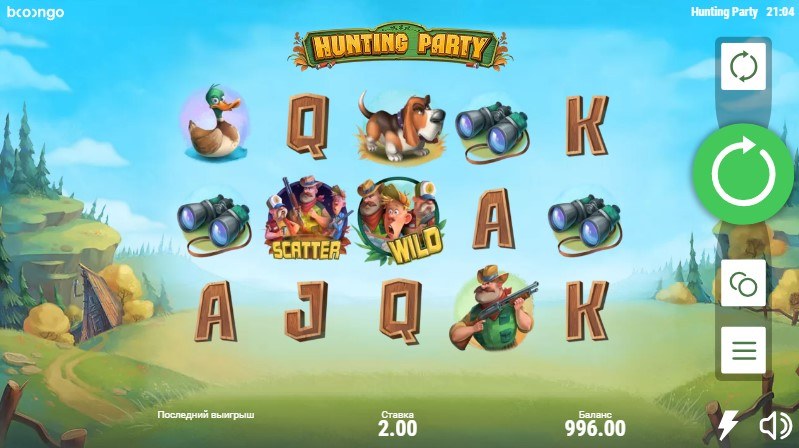 booongo
Hunting Party 21:04
HUNTING PARTY
Q
K
SCATTER
WILD
A
A
J
Q
K
Последний выигрыш
Ставка
2.00
Баланс
996.00